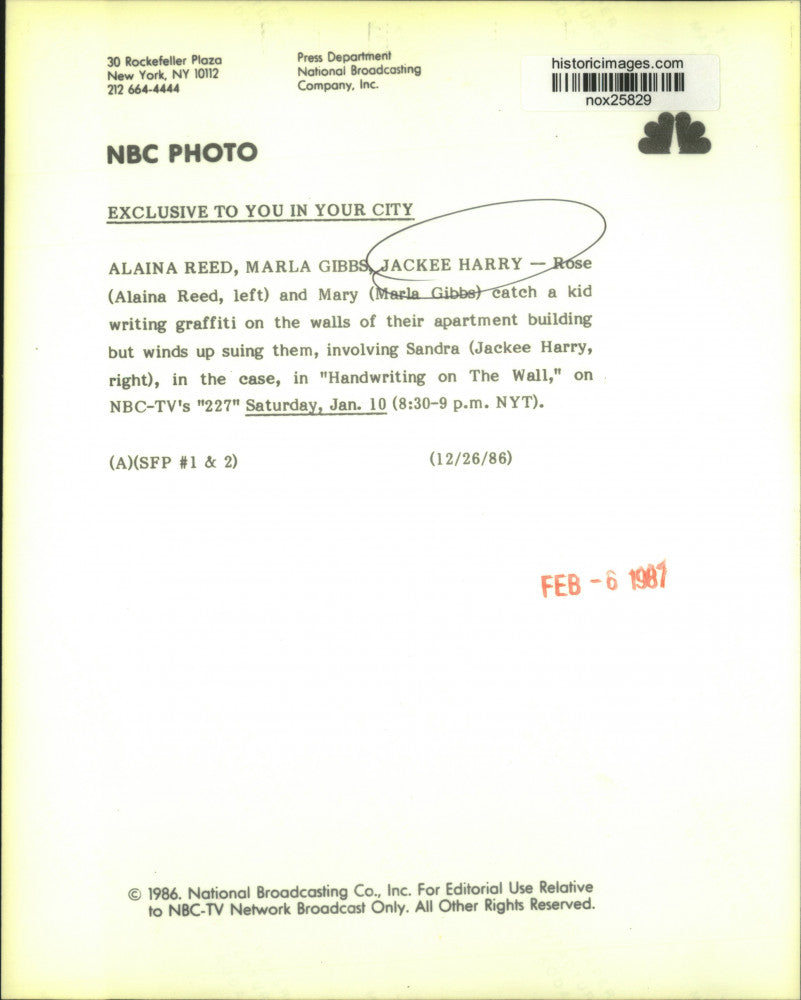 30 Rockefeller Plaza
New York, NY 10112
212 664-4444
Press Department
National Broadcasting
Company, Inc.
historicimages.com
nox25829
NBC PHOTO
EXCLUSIVE TO YOU IN YOUR CITY
ALAINA REED, MARLA GIBBS, JACKEE HARRY — Rose
(Alaina Reed, left) and Mary (Marla Gibbs) catch a kid
writing graffiti on the walls of their apartment building
but winds up suing them, involving Sandra (Jackee Harry,
right), in the case, in "Handwriting on The Wall," on
NBC-TV's "227" Saturday, Jan. 10 (8:30-9 p.m. NYT).
(A)(SFP #1 & 2) (12/26/86)
FEB - 6 1987
© 1986. National Broadcasting Co., Inc. For Editorial Use Relative
to NBC-TV Network Broadcast Only. All Other Rights Reserved.